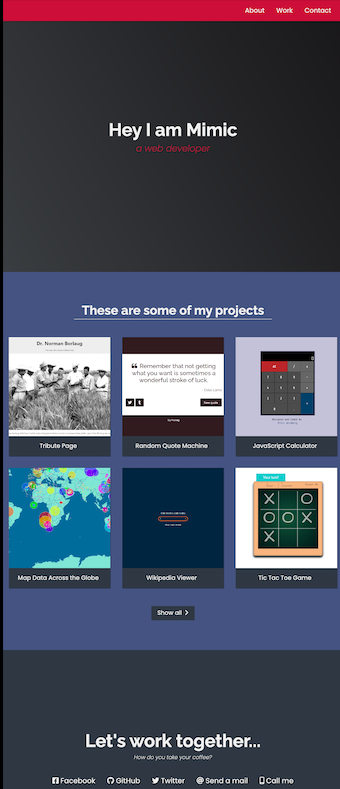 About Work Contact
Hey I am Mimic
a web developer
These are some of my projects
Dr. Norman Borlaug
Remember that not getting
what you want is sometimes a
wonderful stroke of luck.
New quote
Tribute Page
Random Quote Machine
JavaScript Calculator
Your turn!
X O
O O X
X
Map Data Across the Globe
Wikipedia Viewer
Tic Tac Toe Game
Show all
Let's work together...
How do you take your coffee?
Facebook GitHub Twitter @ Send a mail Call me